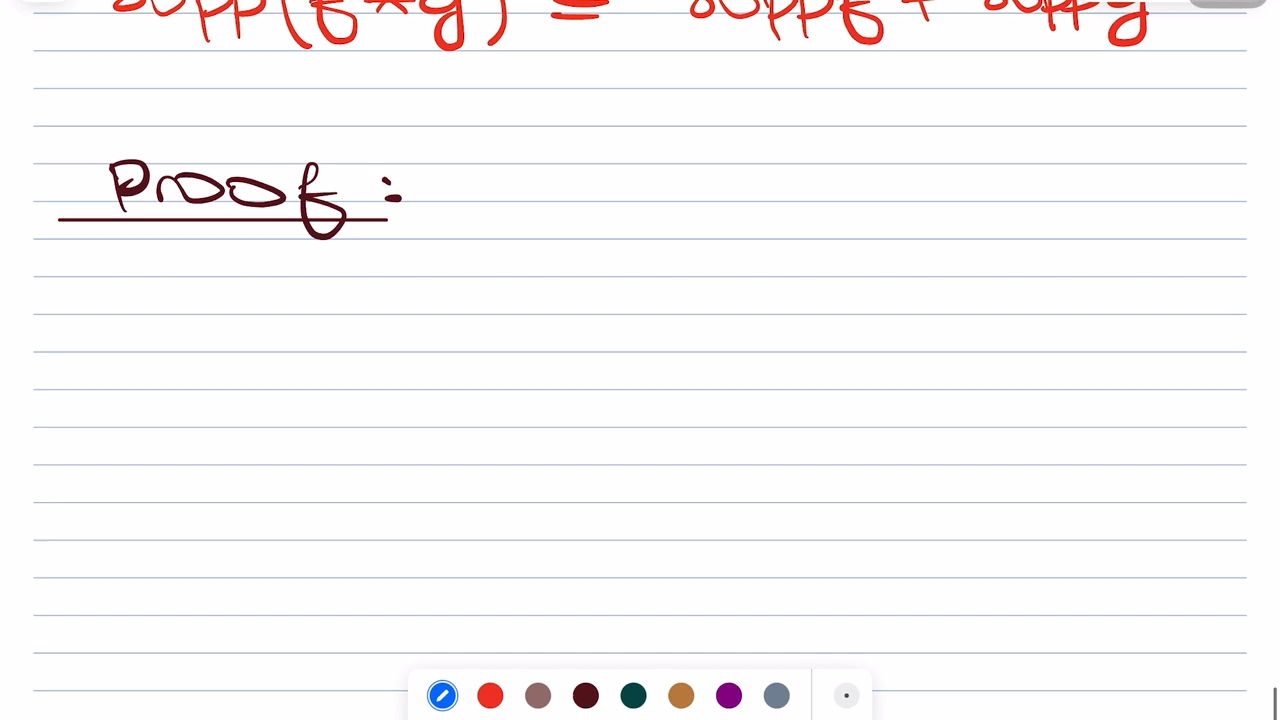 supp(f*g) ⊆ supp f + supp g
Proof :